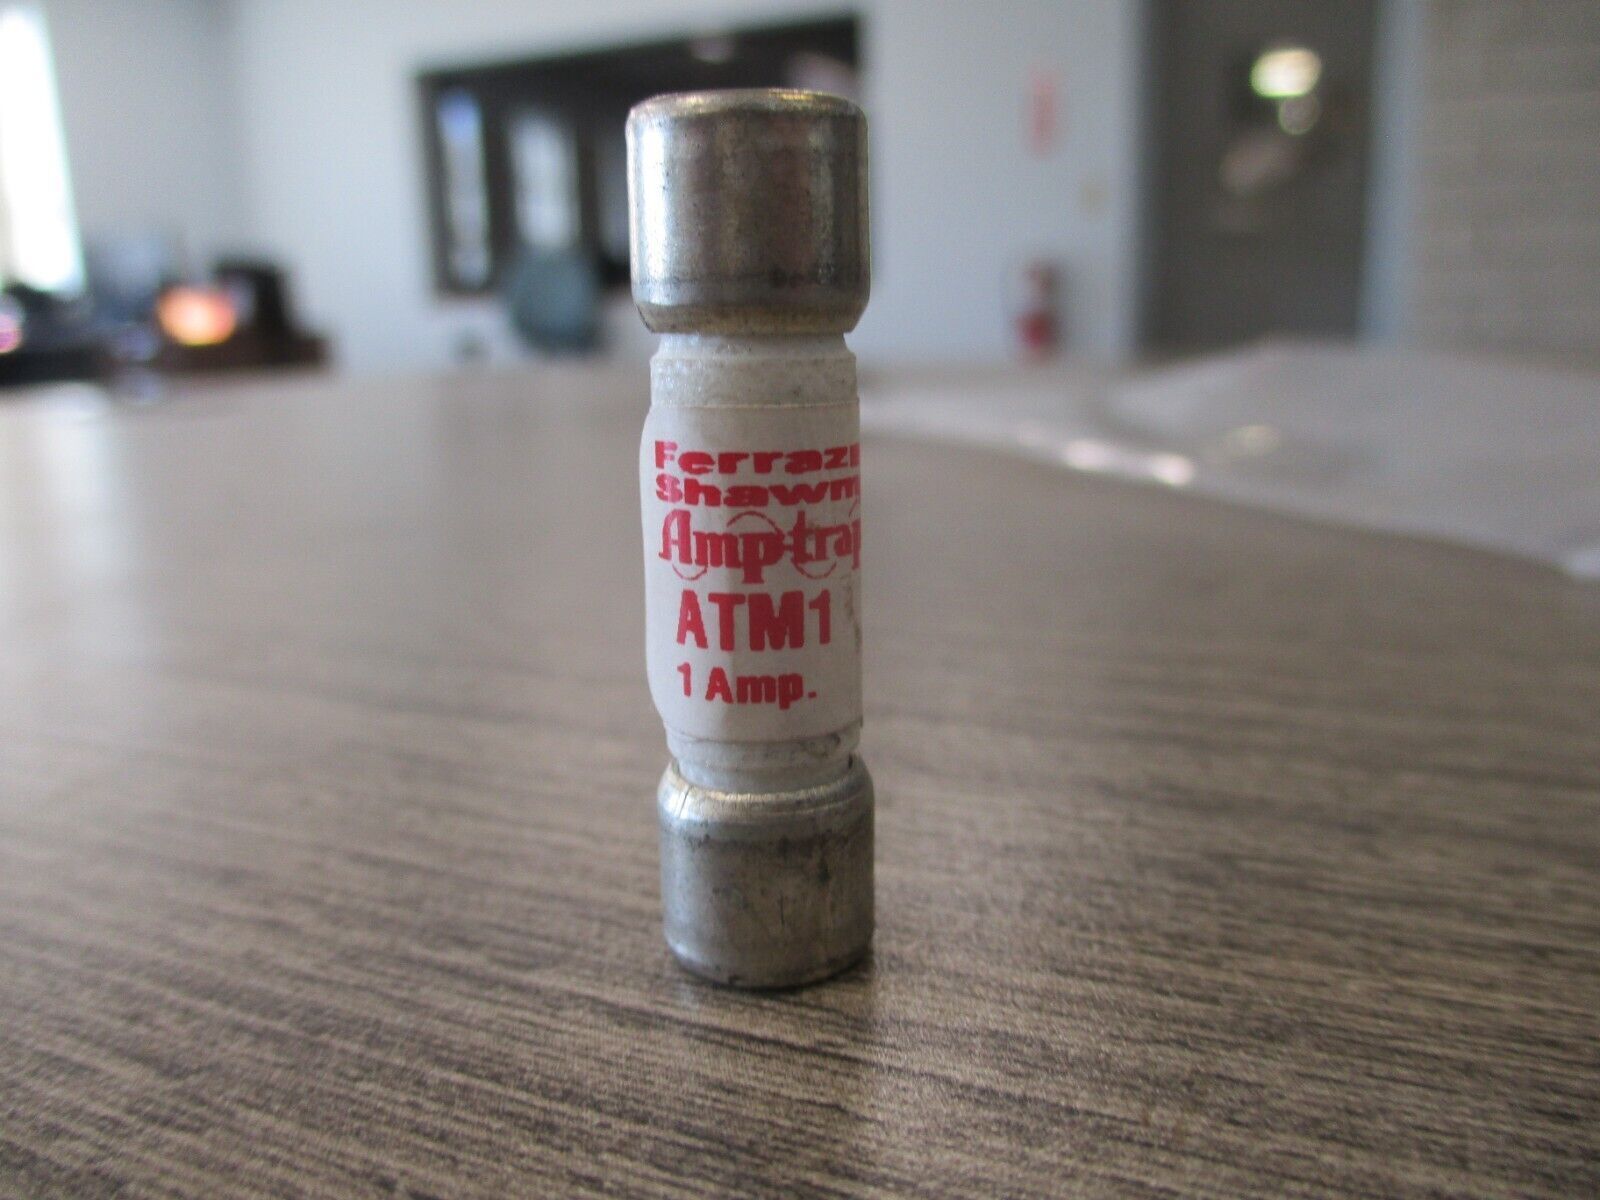 Ferraz
Shawm
Amp-trap
ATM1
1 Amp.